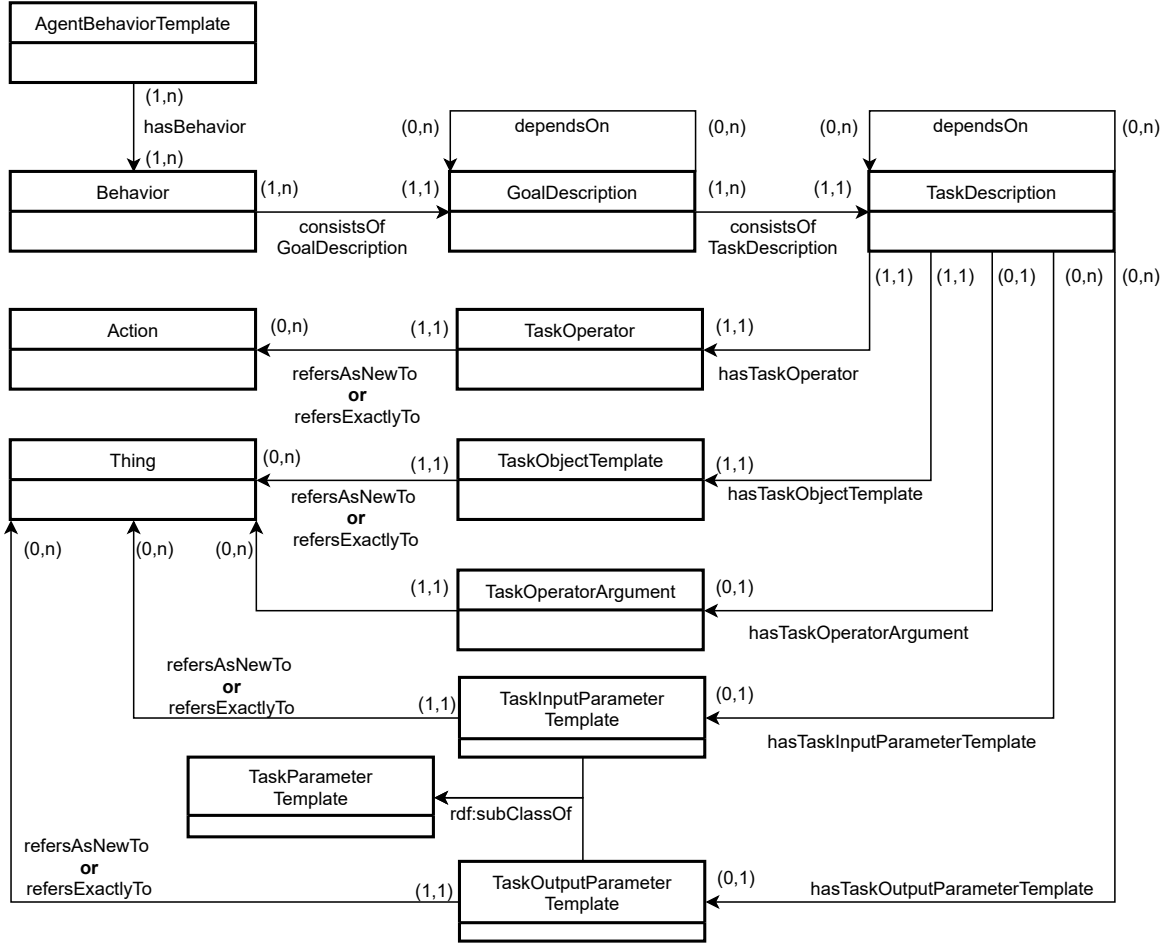 AgentBehaviorTemplate
(1,n)
hasBehavior
(1,n)
(0,n)
dependsOn
(0,n)
(0,n)
dependsOn
(0,n)
Behavior
(1,n)
(1,1)
GoalDescription
(1,n)
(1,1)
TaskDescription
consistsOf
GoalDescription
consistsOf
TaskDescription
(1,1)
(1,1)
(0,1)
(0,n)
(0,n)
Action
(0,n)
(1,1)
TaskOperator
(1,1)
refersAsNewTo
or
refersExactlyTo
hasTaskOperator
Thing
(0,n)
(1,1)
TaskObjectTemplate
(1,1)
refersAsNewTo
or
refersExactlyTo
hasTaskObjectTemplate
(0,n)
(0,n)
(0,n)
(1,1)
TaskOperatorArgument
(0,1)
hasTaskOperatorArgument
refersAsNewTo
or
refersExactlyTo
(1,1)
TaskInputParameter
Template
(0,1)
hasTaskInputParameterTemplate
TaskParameter
Template
rdf:subClassOf
refersAsNewTo
or
refersExactlyTo
(1,1)
TaskOutputParameter
Template
(0,1)
hasTaskOutputParameterTemplate